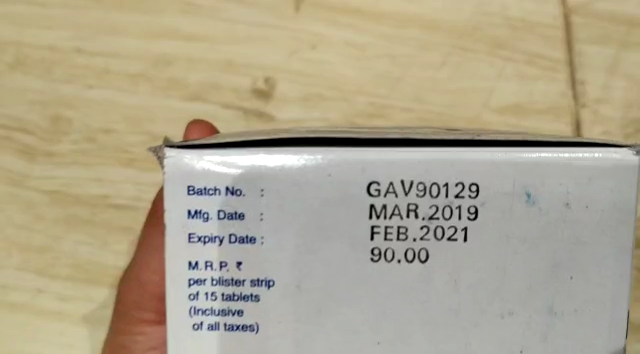 Batch No. : GAV90129
Mfg. Date : MAR.2019
Expiry Date : FEB.2021
M.R.P. ₹ 90.00
per blister strip
of 15 tablets
(Inclusive
of all taxes)